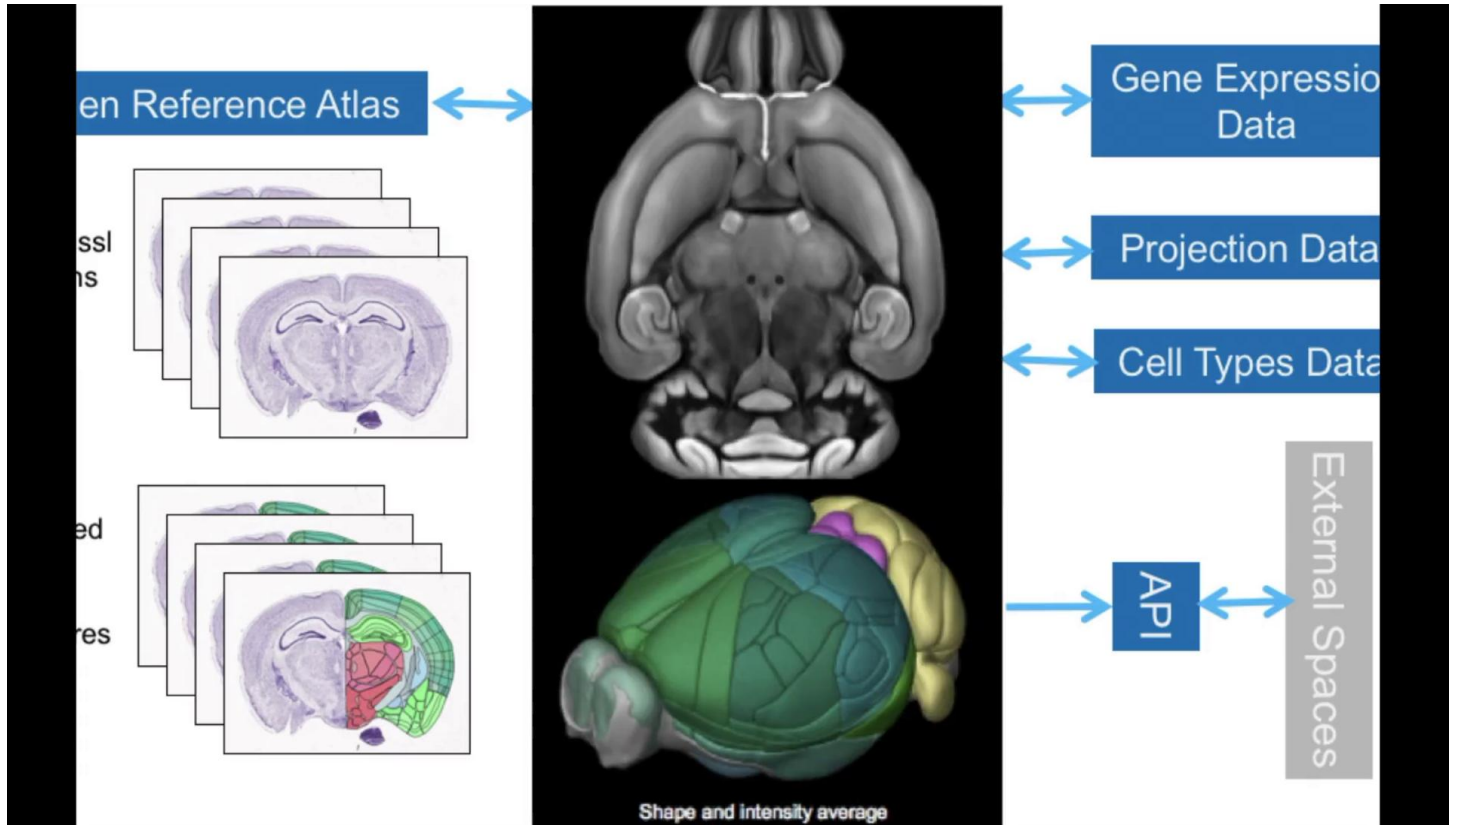 en Reference Atlas
Gene Expressio
Data
ssl
ns
Projection Data
Cell Types Data
ed
res
API
External Spaces
Shape and intensity average